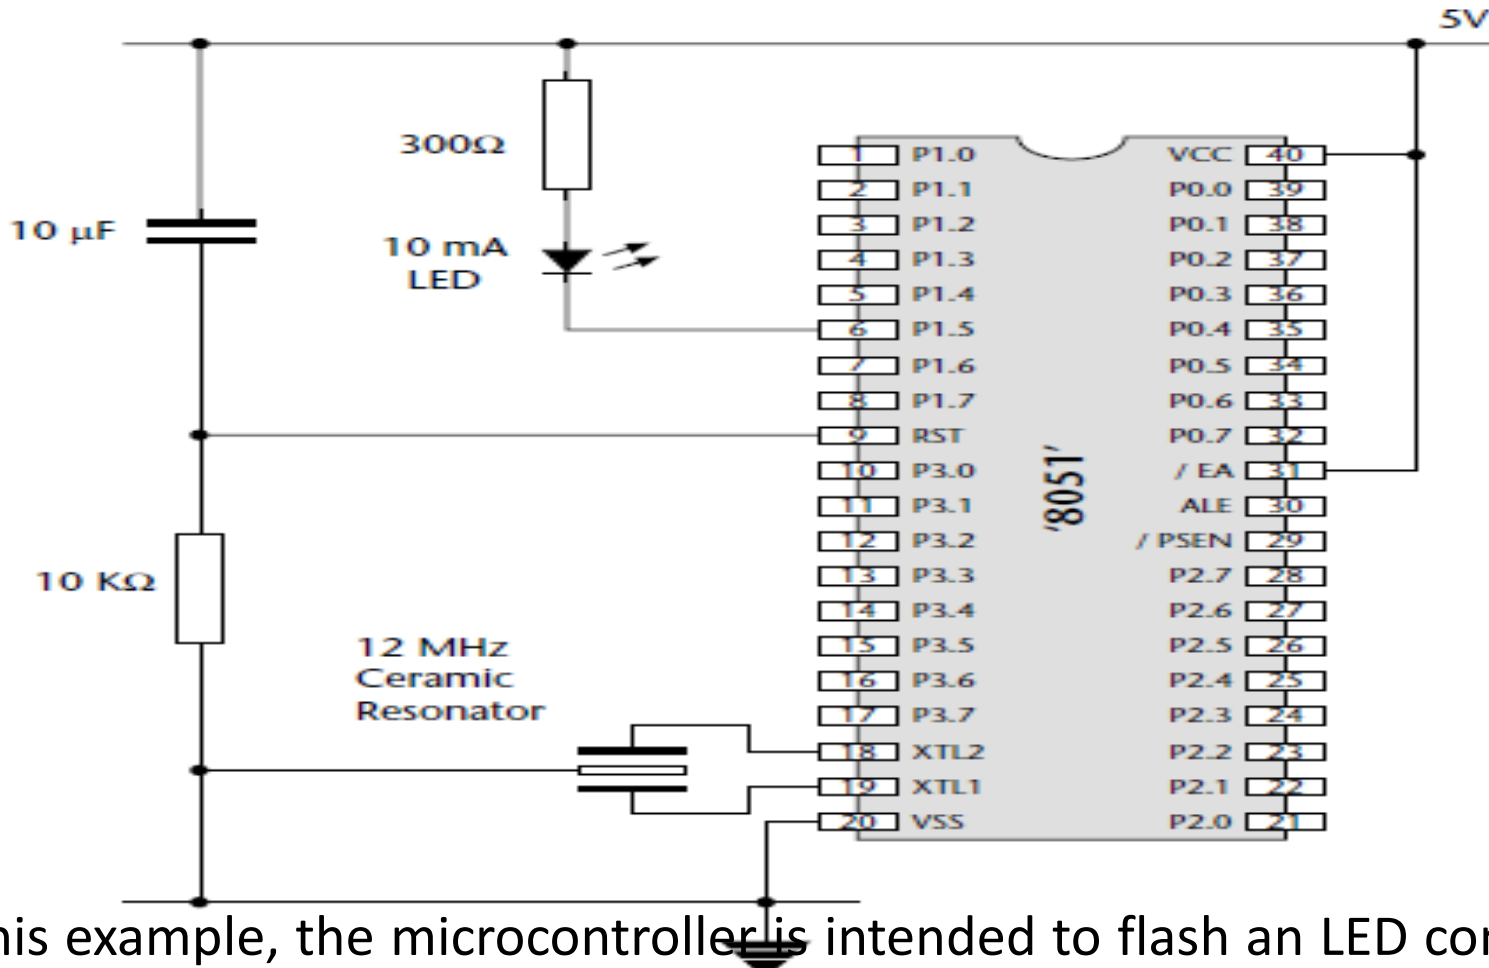 5V
300Ω
10 µF
10 mA
LED
10 KΩ
12 MHz
Ceramic
Resonator
'8051'
1 P1.0
2 P1.1
3 P1.2
4 P1.3
5 P1.4
6 P1.5
7 P1.6
8 P1.7
9 RST
10 P3.0
11 P3.1
12 P3.2
13 P3.3
14 P3.4
15 P3.5
16 P3.6
17 P3.7
18 XTL2
19 XTL1
20 VSS
VCC 40
P0.0 39
P0.1 38
P0.2 37
P0.3 36
P0.4 35
P0.5 34
P0.6 33
P0.7 32
/ EA 31
ALE 30
/ PSEN 29
P2.7 28
P2.6 27
P2.5 26
P2.4 25
P2.3 24
P2.2 23
P2.1 22
P2.0 21
example, the microcontroller is intended to flash an LED